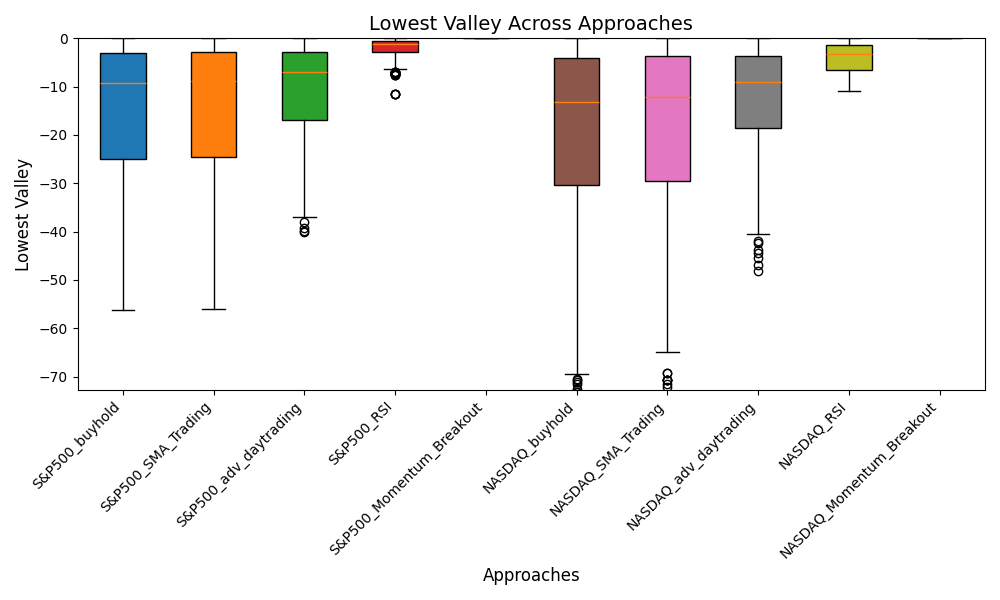 Lowest Valley Across Approaches
Lowest Valley
0
−10
−20
−30
−40
−50
−60
−70
S&P500_buyhold
S&P500_SMA_Trading
S&P500_adv_daytrading
S&P500_RSI
S&P500_Momentum_Breakout
NASDAQ_buyhold
NASDAQ_SMA_Trading
NASDAQ_adv_daytrading
NASDAQ_RSI
NASDAQ_Momentum_Breakout
Approaches